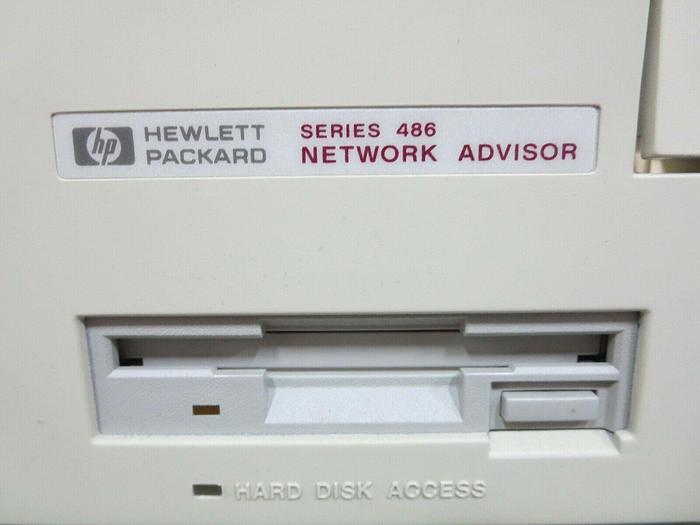 hp HEWLETT PACKARD
SERIES 486
NETWORK ADVISOR
HARD DISK ACCESS